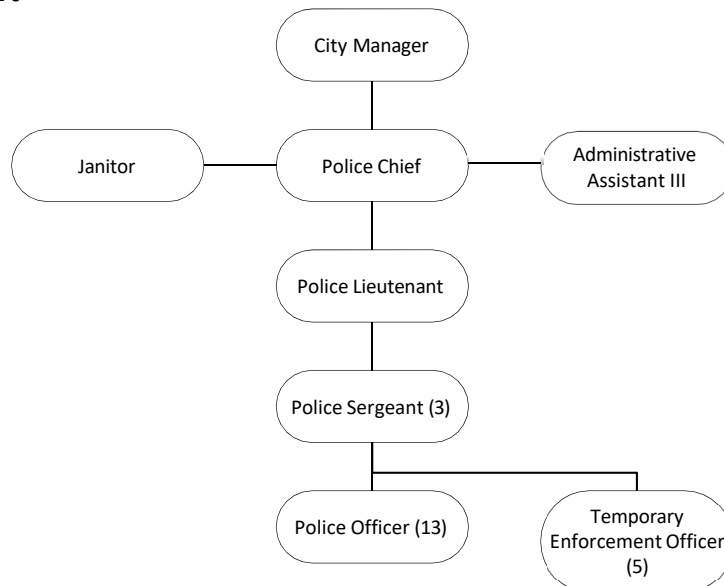 City Manager
Janitor
Police Chief
Administrative
Assistant III
Police Lieutenant
Police Sergeant (3)
Police Officer (13)
Temporary
Enforcement Officer
(5)